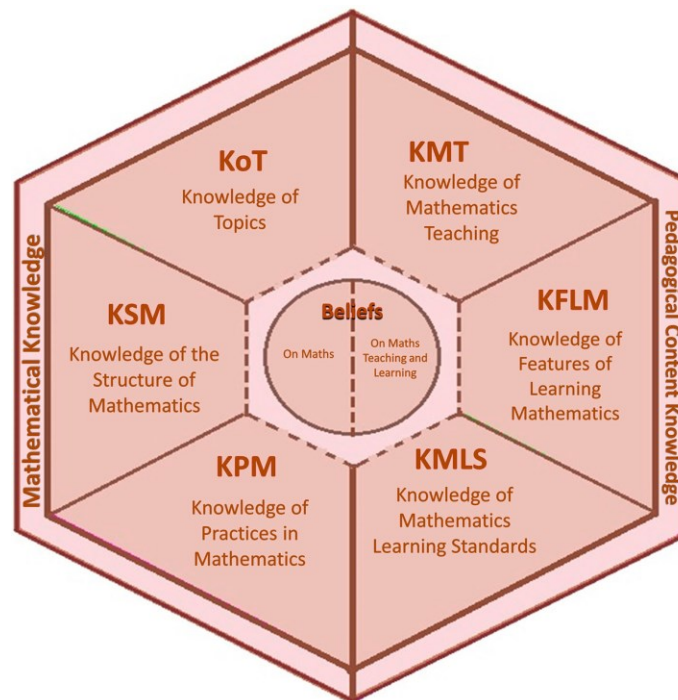 KoT
Knowledge of
Topics
KMT
Knowledge of
Mathematics
Teaching
Mathematical Knowledge
KSM
Knowledge of the
Structure of
Mathematics
Beliefs
On Maths
On Maths
Teaching and
Learning
KFLM
Knowledge of
Features of
Learning
Mathematics
Pedagogical Content Knowledge
KPM
Knowledge of
Practices in
Mathematics
KMLS
Knowledge of
Mathematics
Learning Standards